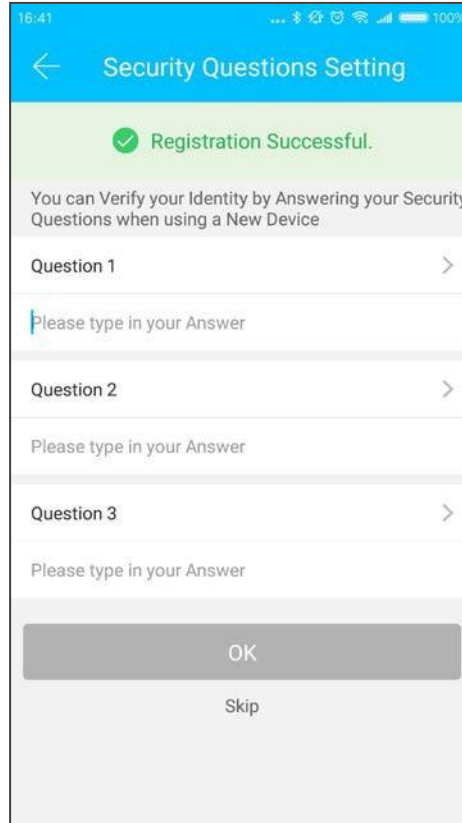 16:41
... 100%
Security Questions Setting
Registration Successful.
You can Verify your Identity by Answering your Security
Questions when using a New Device
Question 1
Please type in your Answer
Question 2
Please type in your Answer
Question 3
Please type in your Answer
OK
Skip